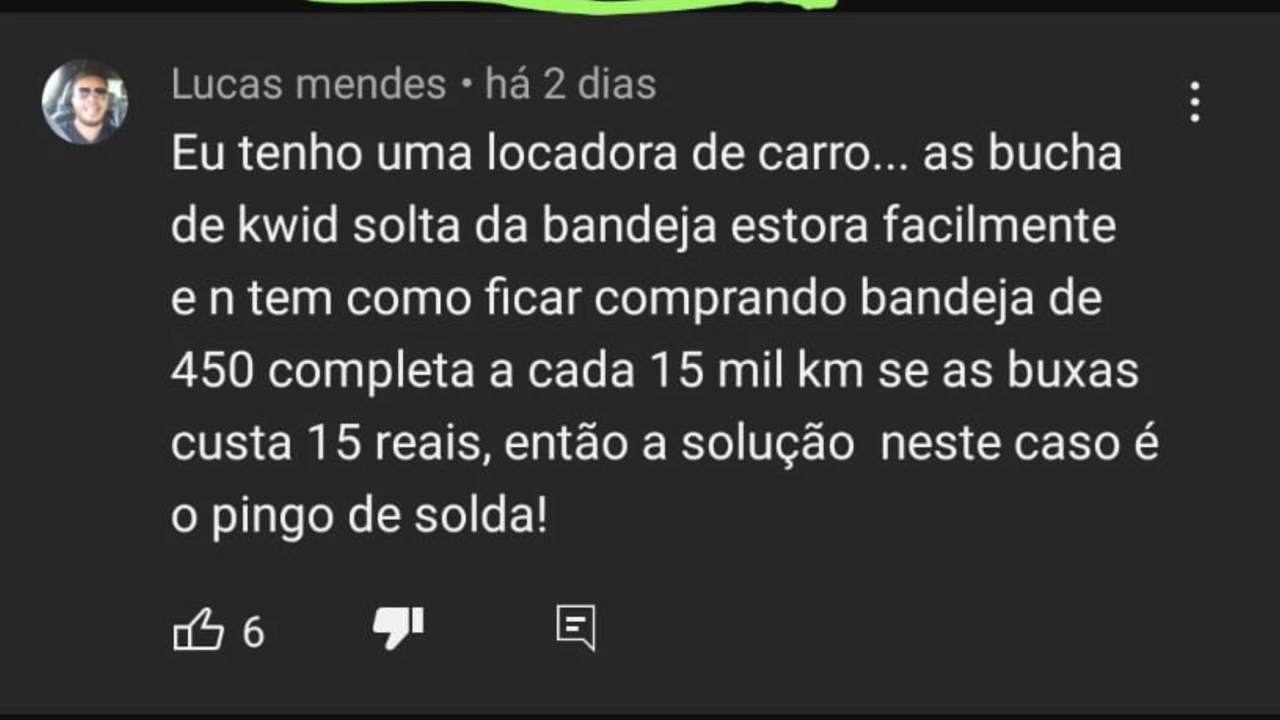 Lucas mendes • há 2 dias
Eu tenho uma locadora de carro... as bucha
de kwid solta da bandeja estora facilmente
e n tem como ficar comprando bandeja de
450 completa a cada 15 mil km se as buxas
custa 15 reais, então a solução  neste caso é
o pingo de solda!
6